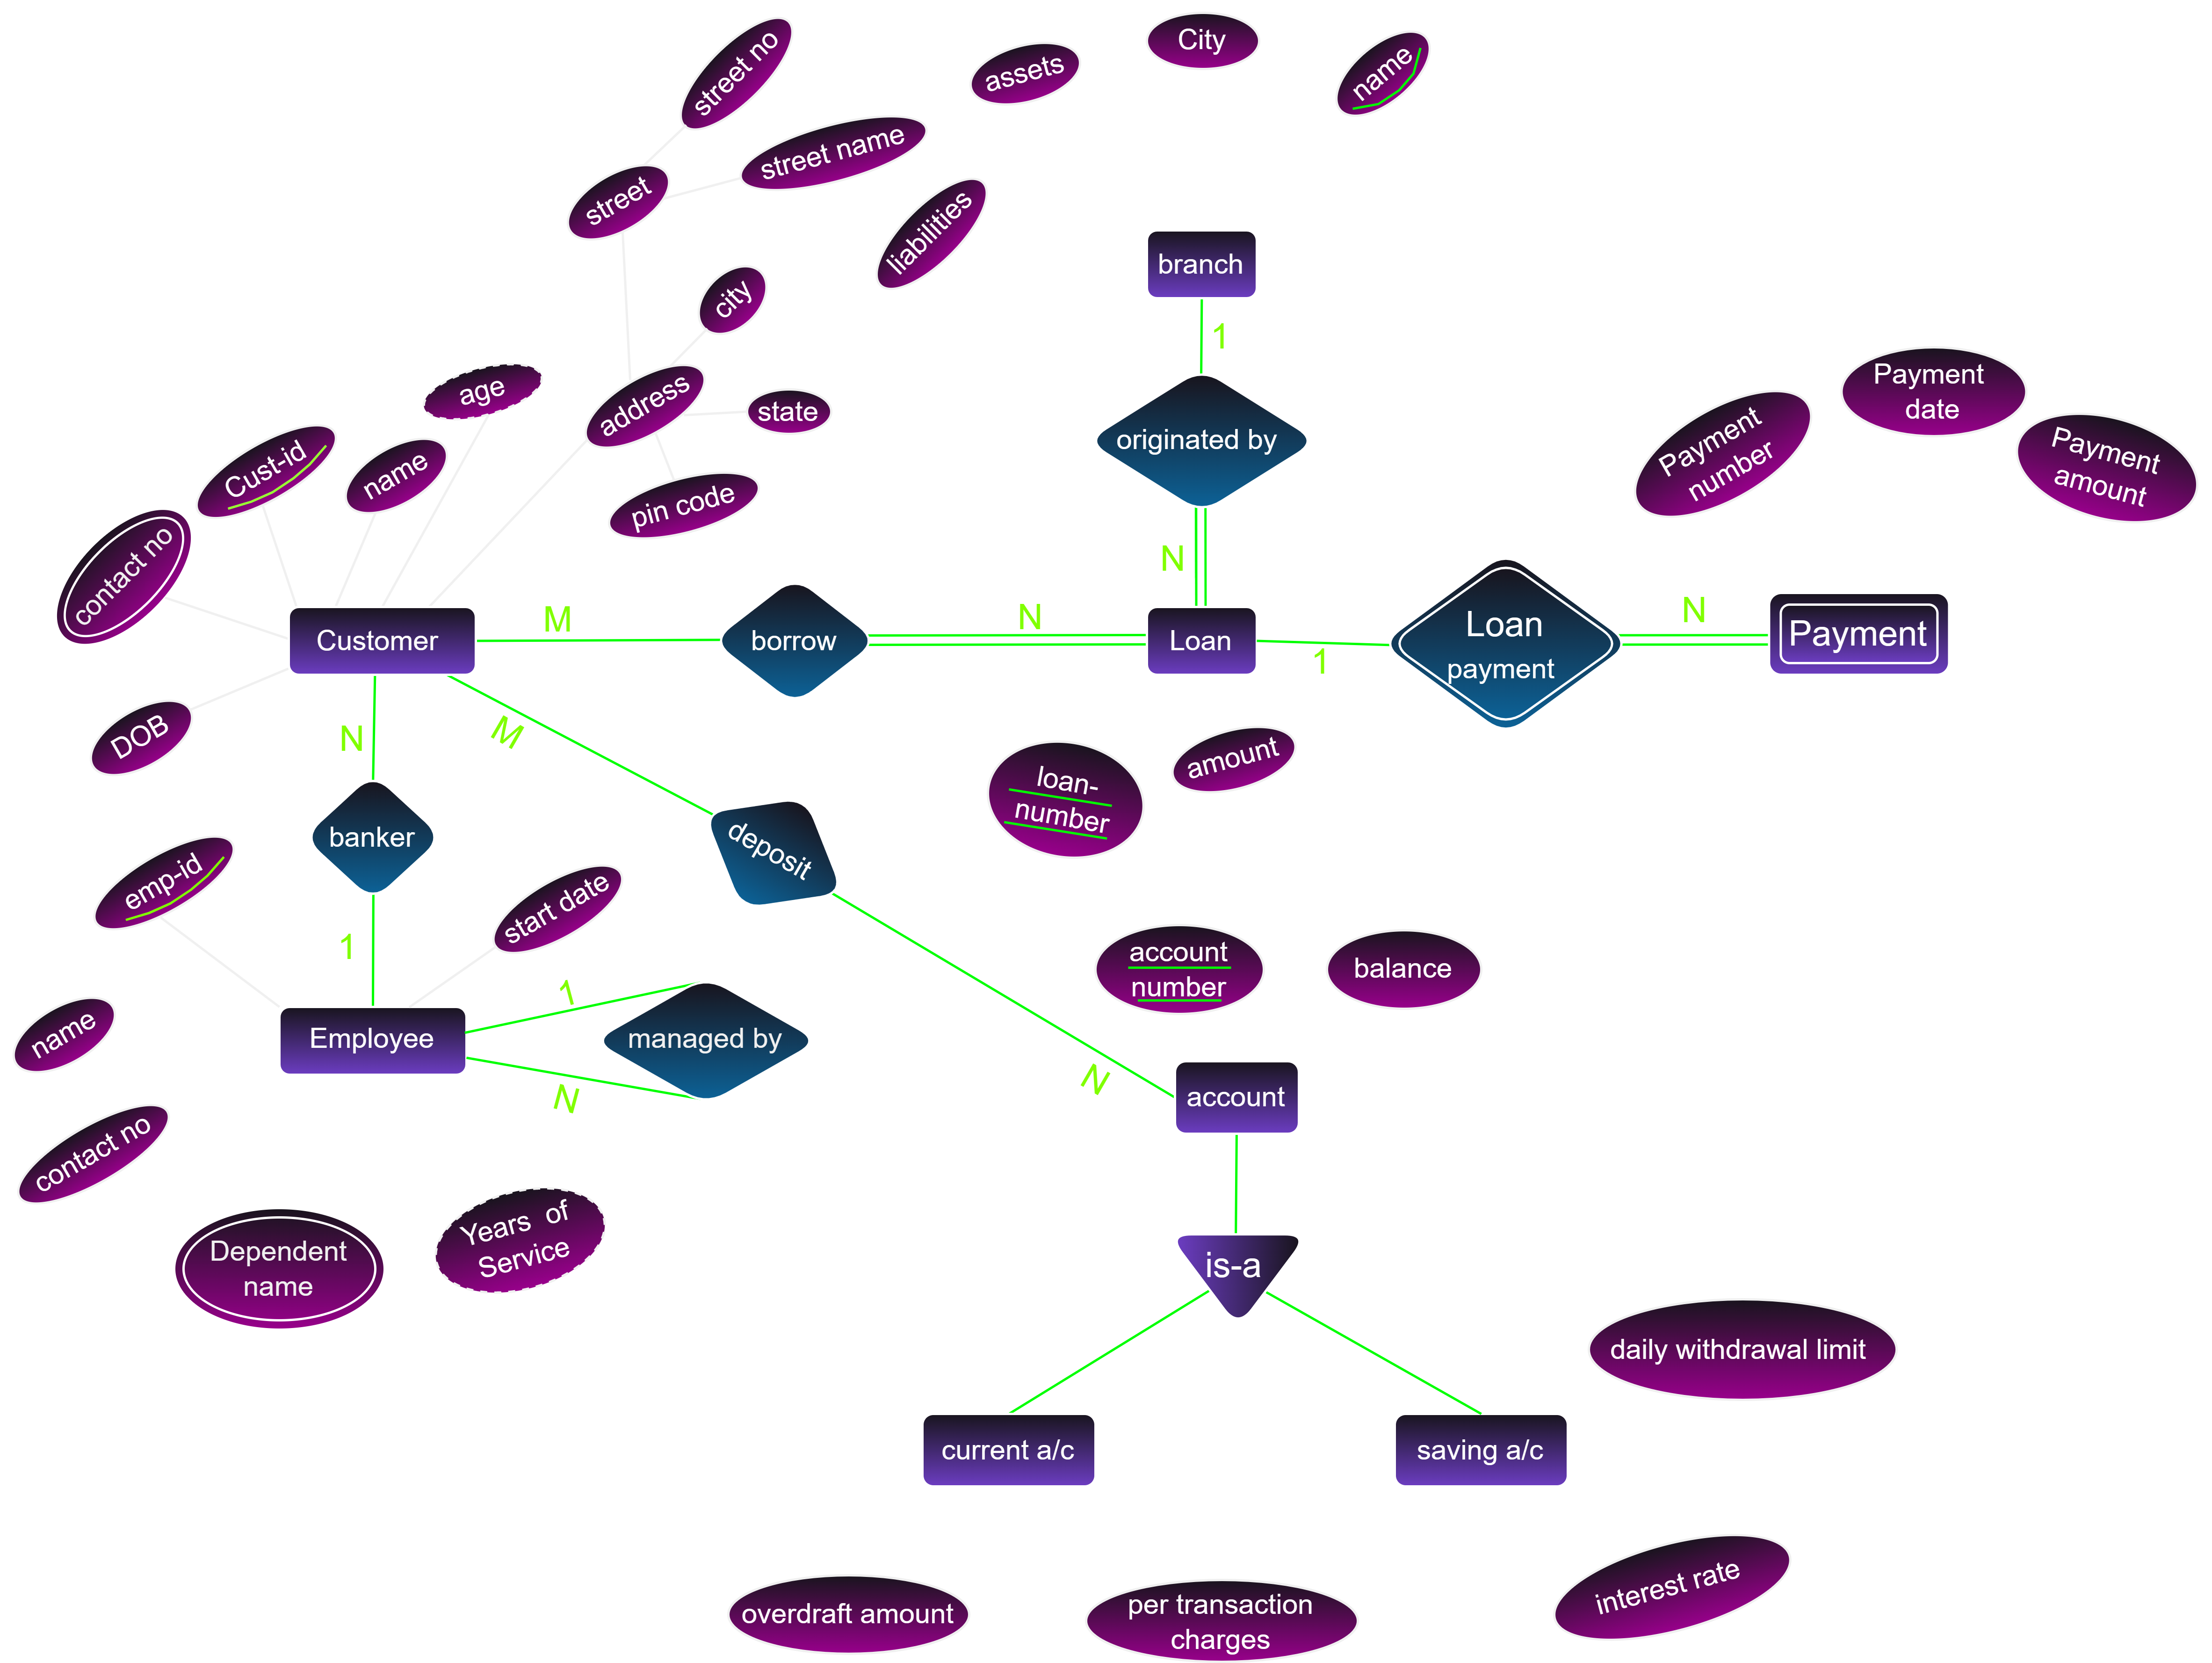 street no
assets
City
name
street name
street
liabilities
branch
city
1
age
address
state
originated by
Payment
date
Payment
number
Payment
amount
Cust-id
name
pin code
contact no
N
Customer
M
borrow
N
Loan
1
Loan
payment
N
Payment
DOB
N
M
loan-
number
amount
banker
deposit
emp-id
start date
1
account
number
balance
name
Employee
1
managed by
N
N
account
contact no
Dependent
name
Years of
Service
is-a
daily withdrawal limit
current a/c
saving a/c
overdraft amount
per transaction
charges
interest rate